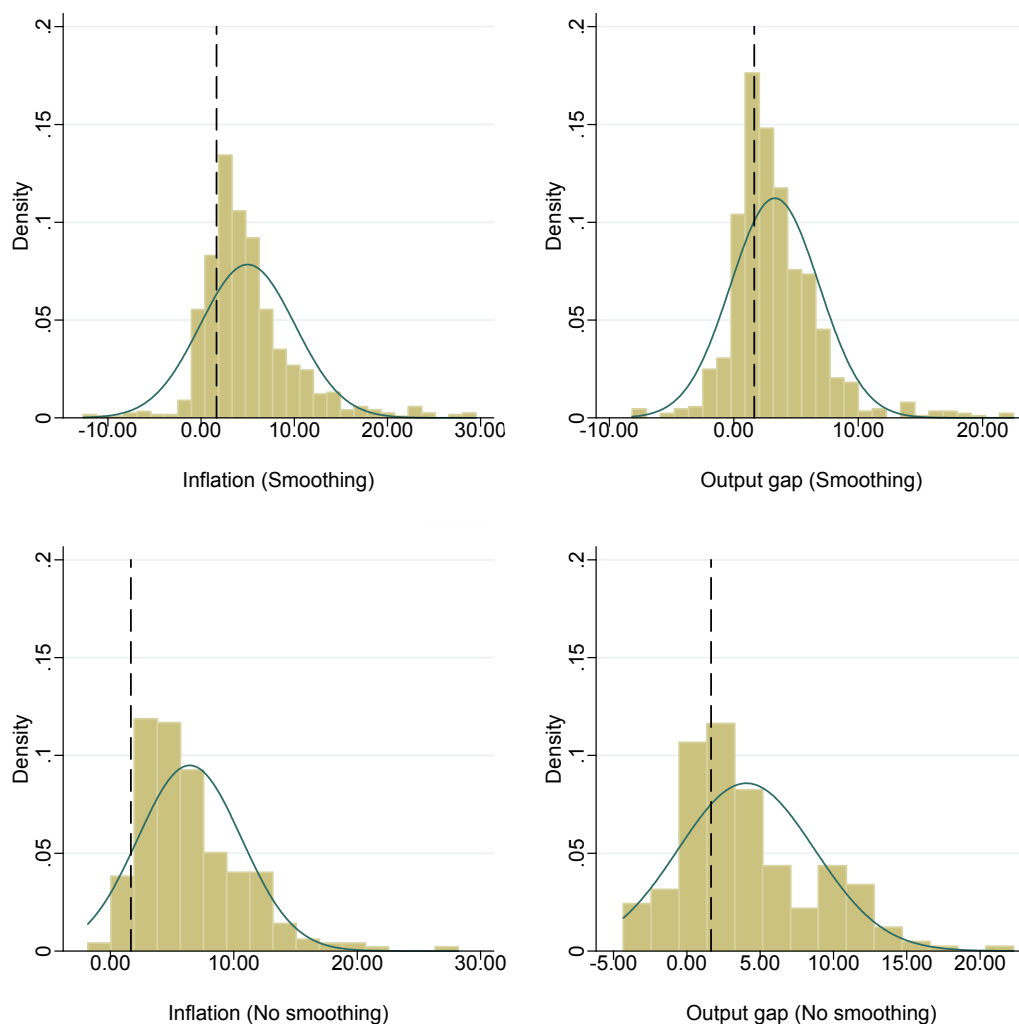 .2
.15
.1
.05
0
Density
-10.00 0.00 10.00 20.00 30.00
Inflation (Smoothing)
.2
.15
.1
.05
0
Density
-10.00 0.00 10.00 20.00
Output gap (Smoothing)
.2
.15
.1
.05
0
Density
0.00 10.00 20.00 30.00
Inflation (No smoothing)
.2
.15
.1
.05
0
Density
-5.00 0.00 5.00 10.00 15.00 20.00
Output gap (No smoothing)